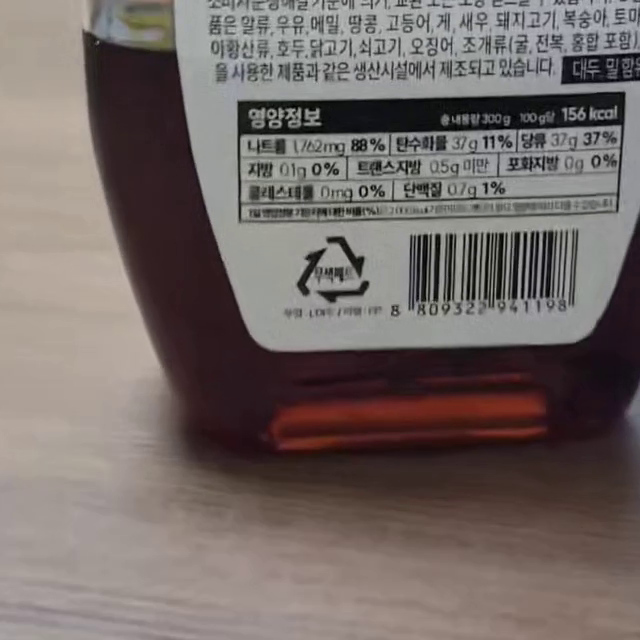 품은 알류, 우유, 메밀, 땅콩, 고등어, 게, 새우, 돼지고기, 복숭아, 토마
이황산류, 호두, 닭고기, 쇠고기, 오징어, 조개류(굴, 전복, 홍합 포함)
을 사용한 제품과 같은 생산시설에서 제조되고 있습니다. 대두, 밀 함유
영양정보 총 내용량 300g 100g당 156 kcal
나트륨 1,762mg 88% 탄수화물 37g 11% 당류 37g 37%
지방 0.1g 0% 트랜스지방 0.5g 미만 포화지방 0g 0%
콜레스테롤 0mg 0% 단백질 0.7g 1%
무색페트
8 809322 941198